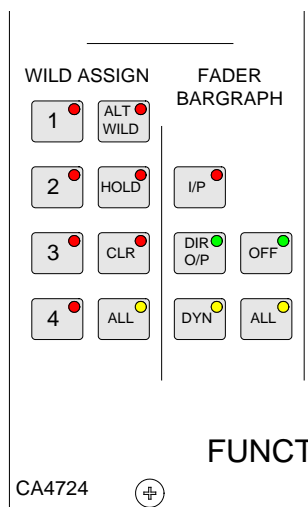 WILD ASSIGN
FADER
BARGRAPH
1
ALT
WILD
2
HOLD
I/P
3
CLR
DIR
O/P
OFF
4
ALL
DYN
ALL
FUNCT
CA4724